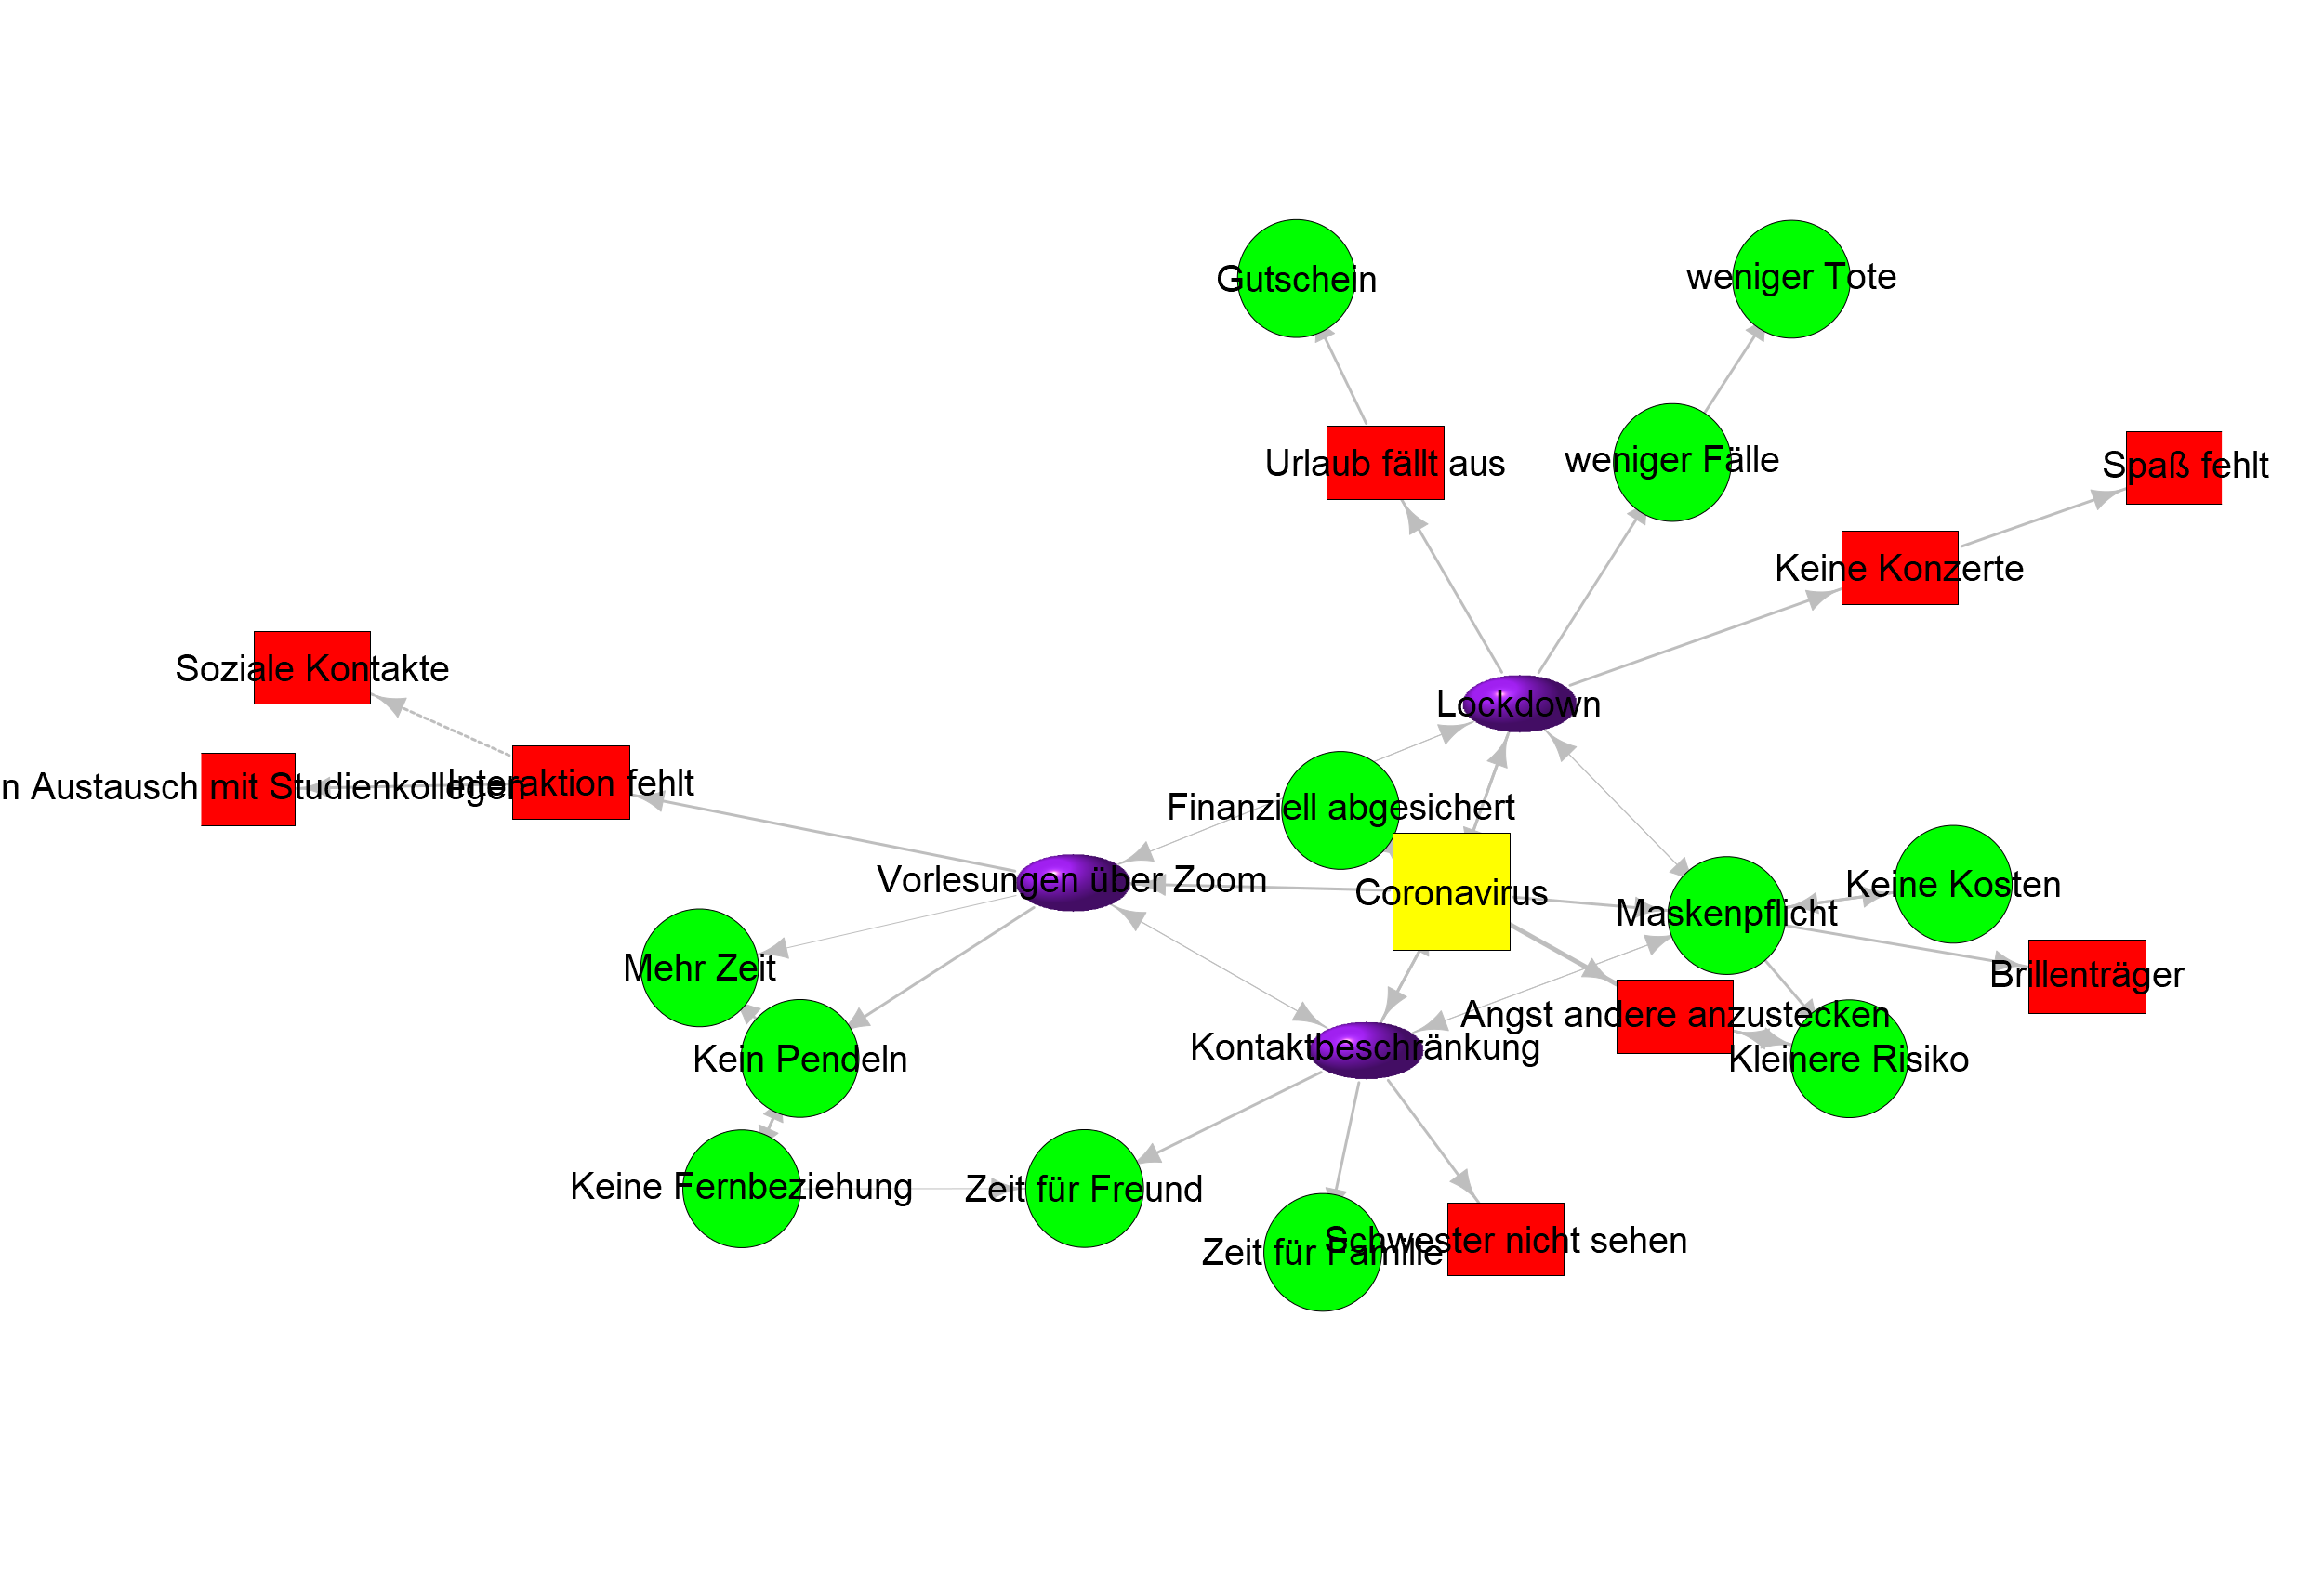 Gutschein
weniger Tote
Urlaub fällt aus
weniger Fälle
Spaß fehlt
Keine Konzerte
Soziale Kontakte
Lockdown
n Austausch mit Studienkollegen
Interaktion fehlt
Finanziell abgesichert
Vorlesungen über Zoom
Coronavirus
Keine Kosten
Maskenpflicht
Mehr Zeit
Brillenträger
Angst andere anzustecken
Kein Pendeln
Kontaktbeschränkung
Kleinere Risiko
Keine Fernbeziehung
Zeit für Freund
Zeit für Familie
Schwester nicht sehen